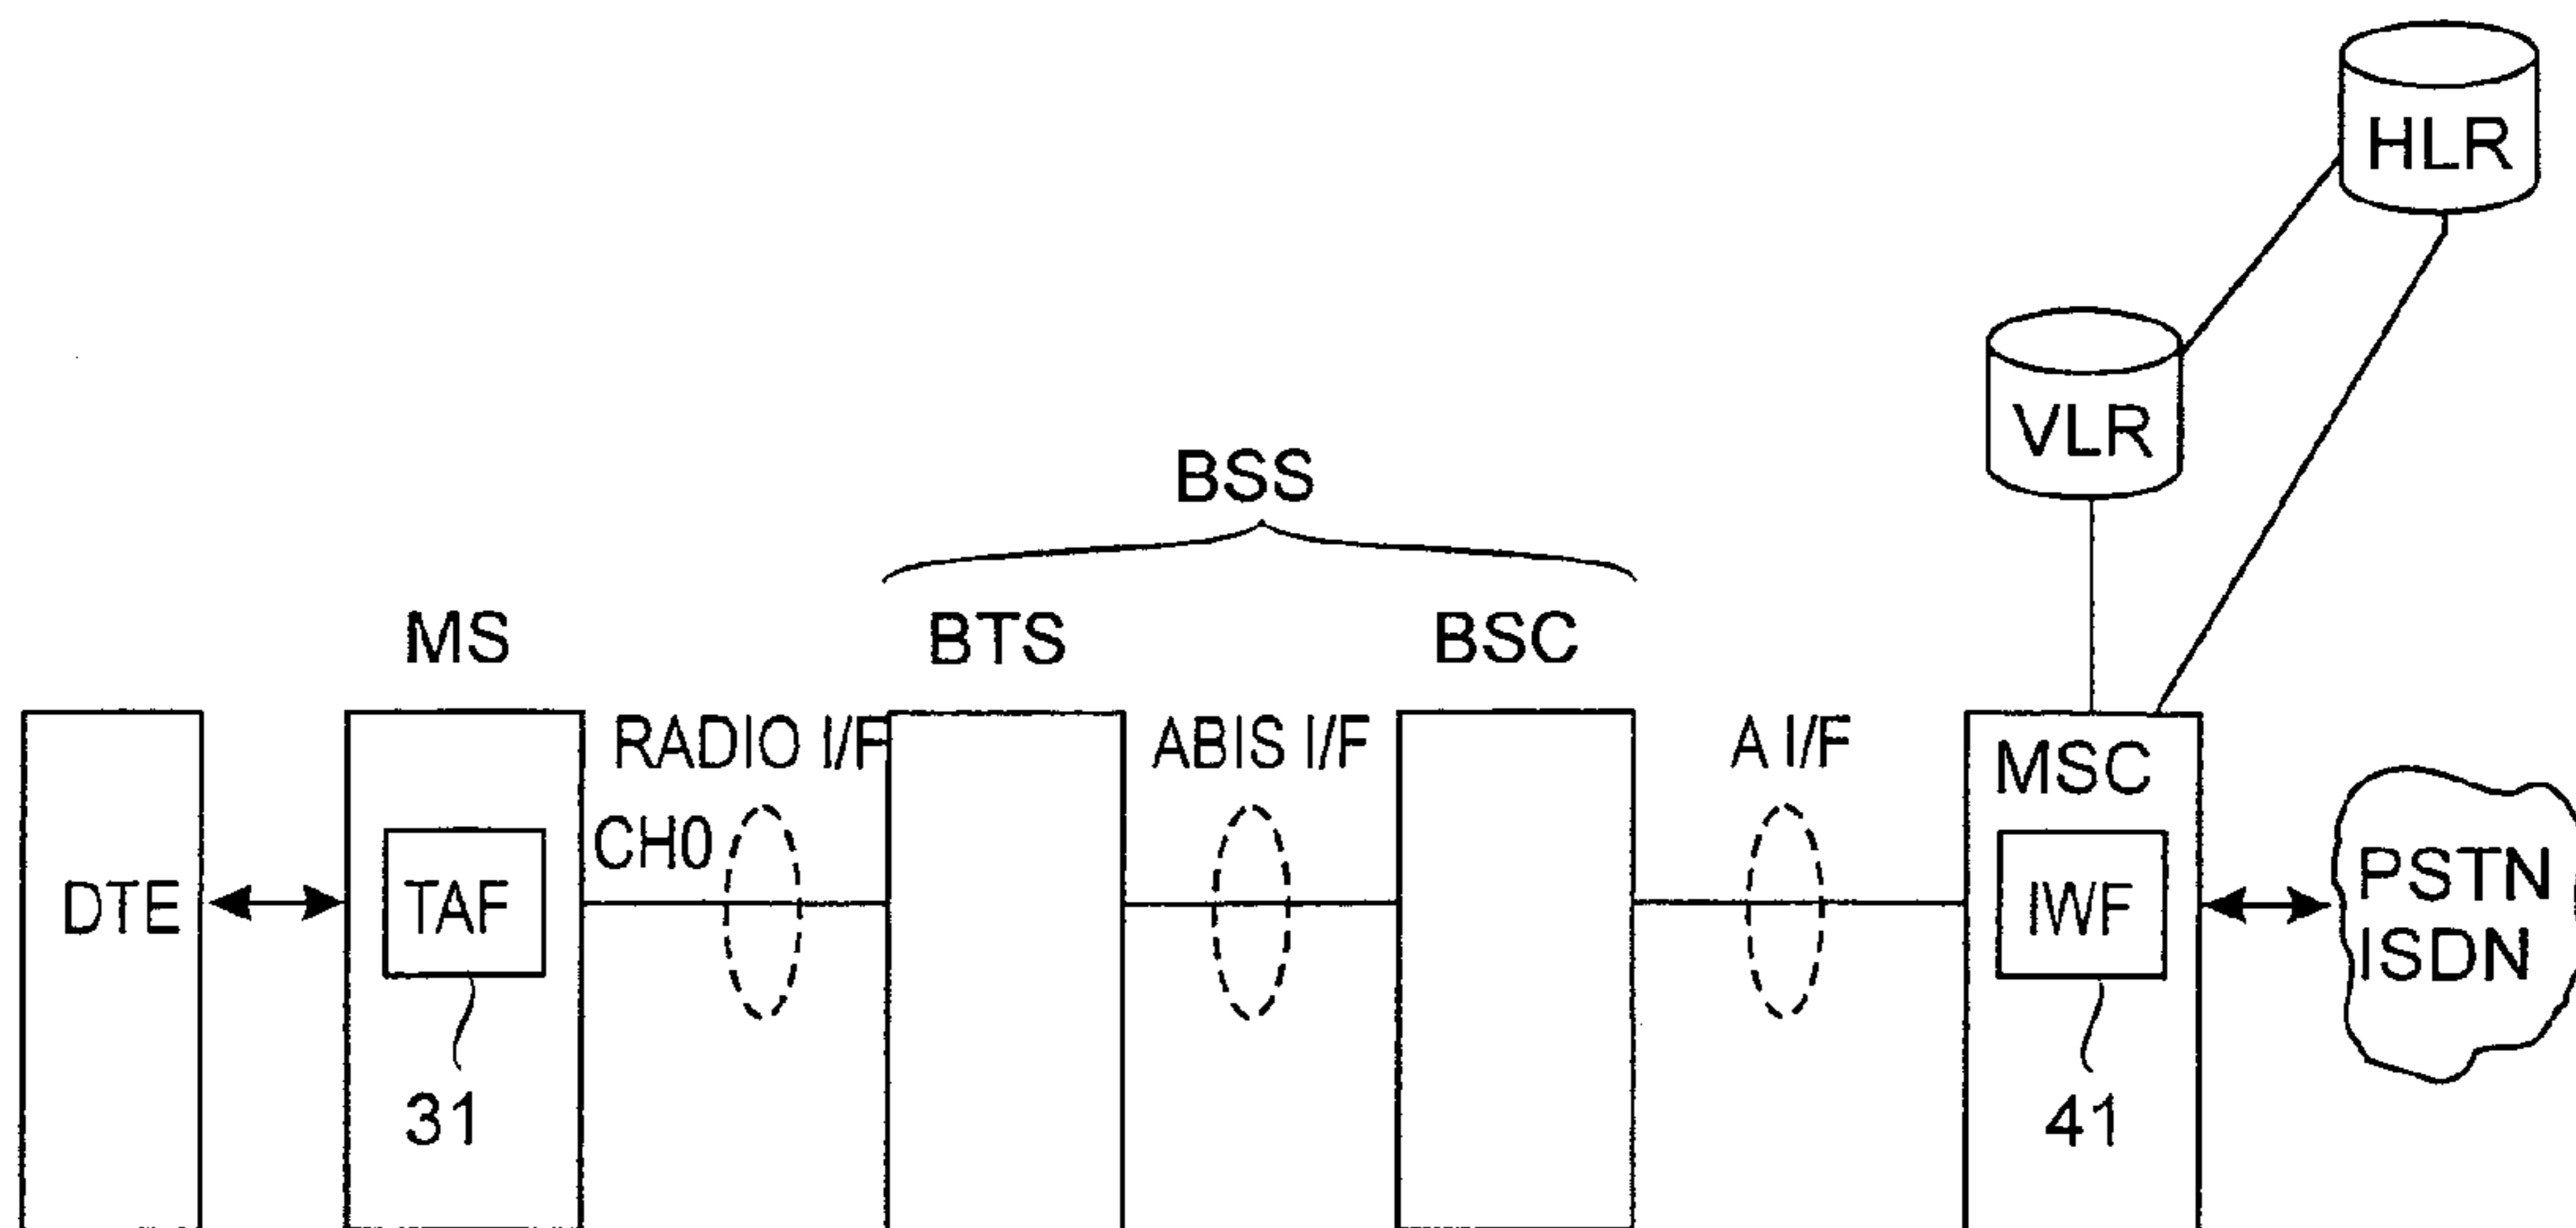 HLR
VLR
BSS
MS
BTS
BSC
RADIO I/F
ABIS I/F
A I/F
MSC
CH0
DTE
TAF
IWF
PSTN
ISDN
31
41